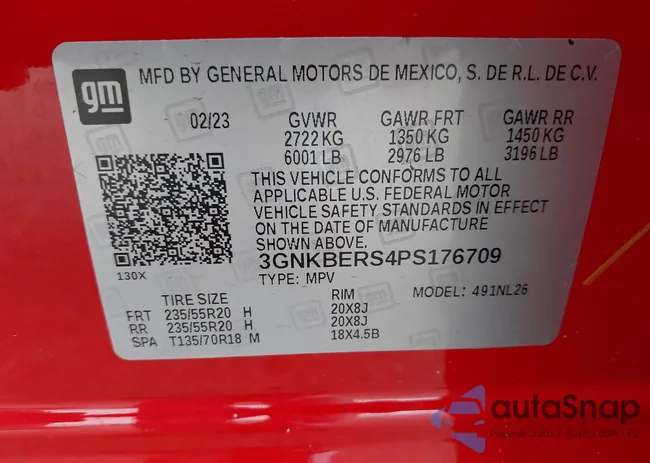 gm
MFD BY GENERAL MOTORS DE MEXICO, S. DE R.L. DE C.V.
02/23 GVWR GAWR FRT GAWR RR
2722 KG 1350 KG 1450 KG
6001 LB 2976 LB 3196 LB
THIS VEHICLE CONFORMS TO ALL
APPLICABLE U.S. FEDERAL MOTOR
VEHICLE SAFETY STANDARDS IN EFFECT
ON THE DATE OF MANUFACTURE
SHOWN ABOVE.
130X
3GNKBERS4PS176709
TYPE: MPV
MODEL: 491NL26
TIRE SIZE RIM
FRT 235/55R20 H 20X8J
RR 235/55R20 H 20X8J
SPA T135/70R18 M 18X4.5B
autoSnap